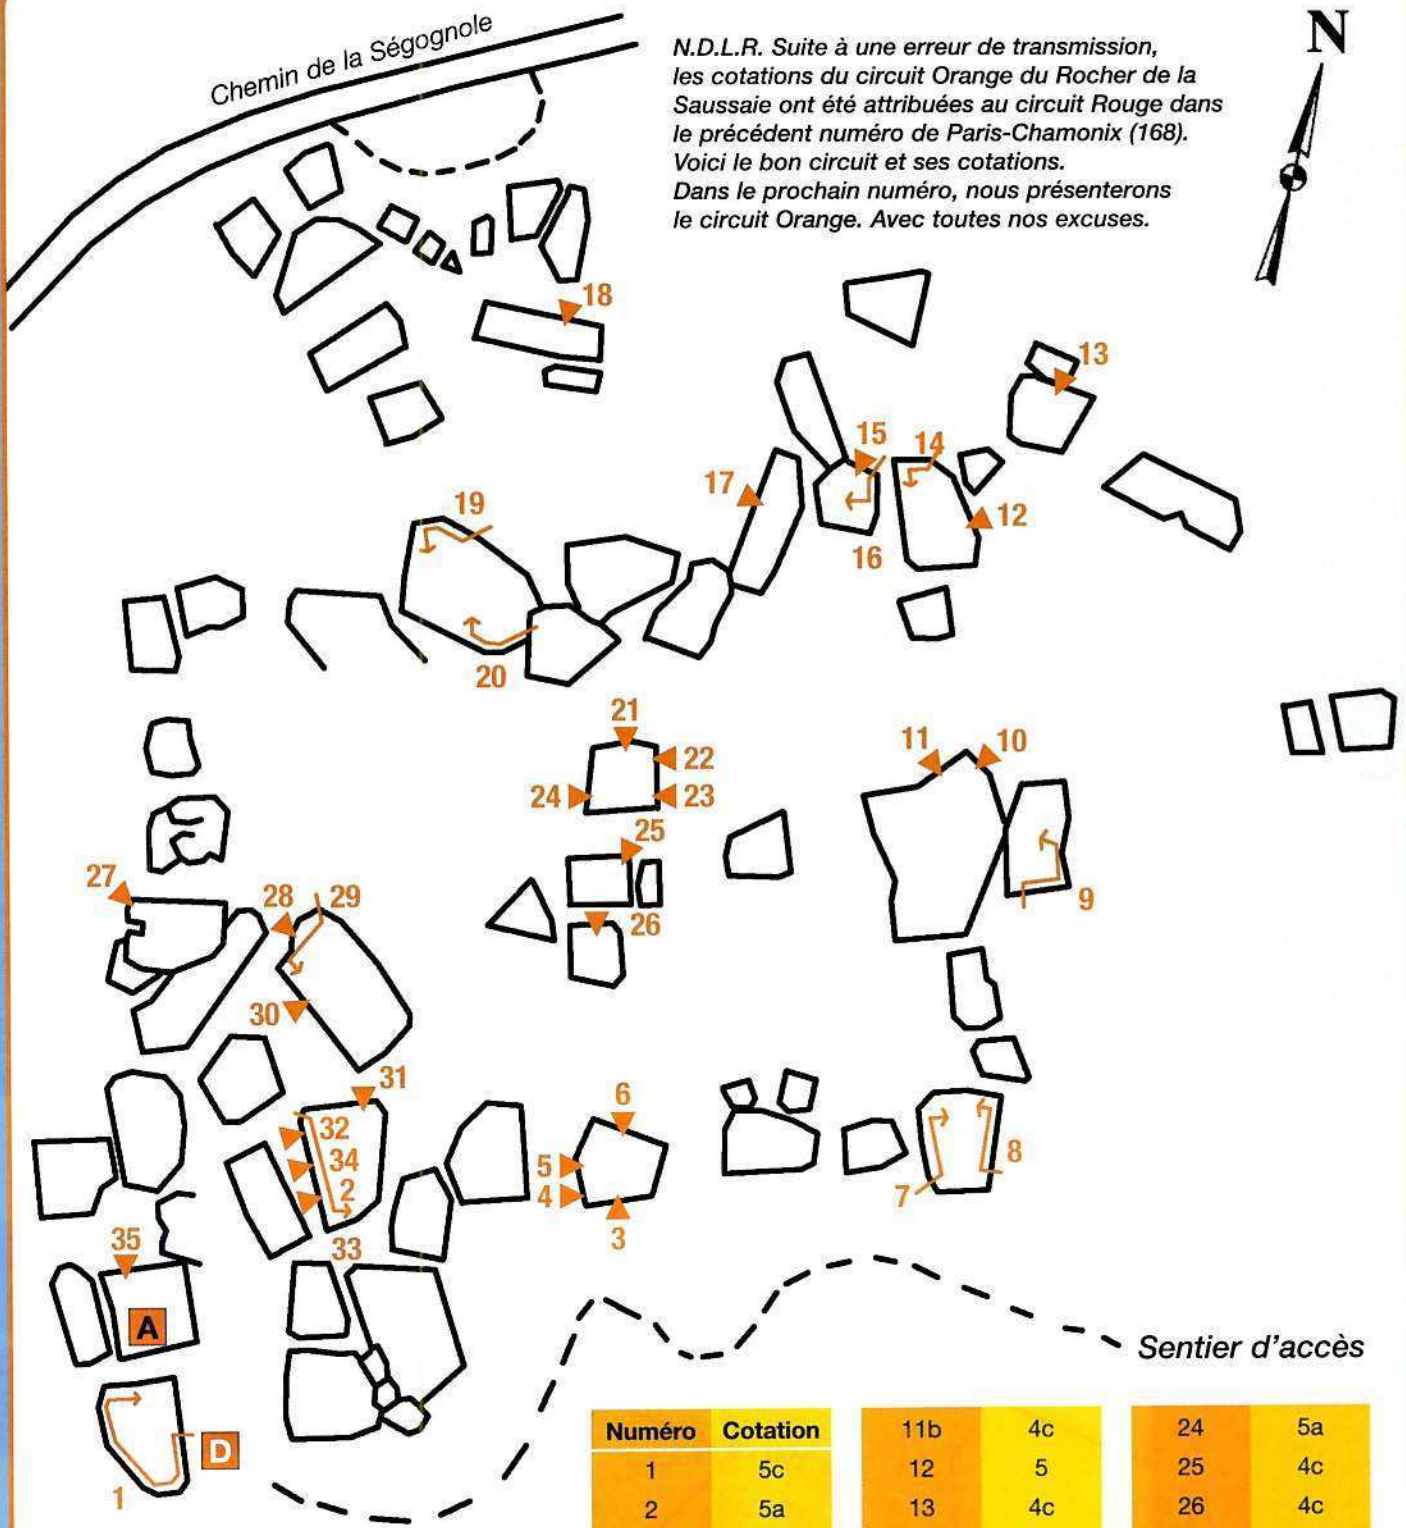 Chemin de la Ségognole
N.D.L.R. Suite à une erreur de transmission,
les cotations du circuit Orange du Rocher de la
Saussaie ont été attribuées au circuit Rouge dans
le précédent numéro de Paris-Chamonix (168).
Voici le bon circuit et ses cotations.
Dans le prochain numéro, nous présenterons
le circuit Orange. Avec toutes nos excuses.
N
18
13
15
14
17
12
16
19
20
21
22
24
23
25
26
11
10
9
27
28
29
30
31
32
34
2
33
6
5
4
3
7
8
35
A
D
1
Sentier d'accès
Numéro Cotation
1 5c
2 5a
11b 4c
12 5
13 4c
24 5a
25 4c
26 4c